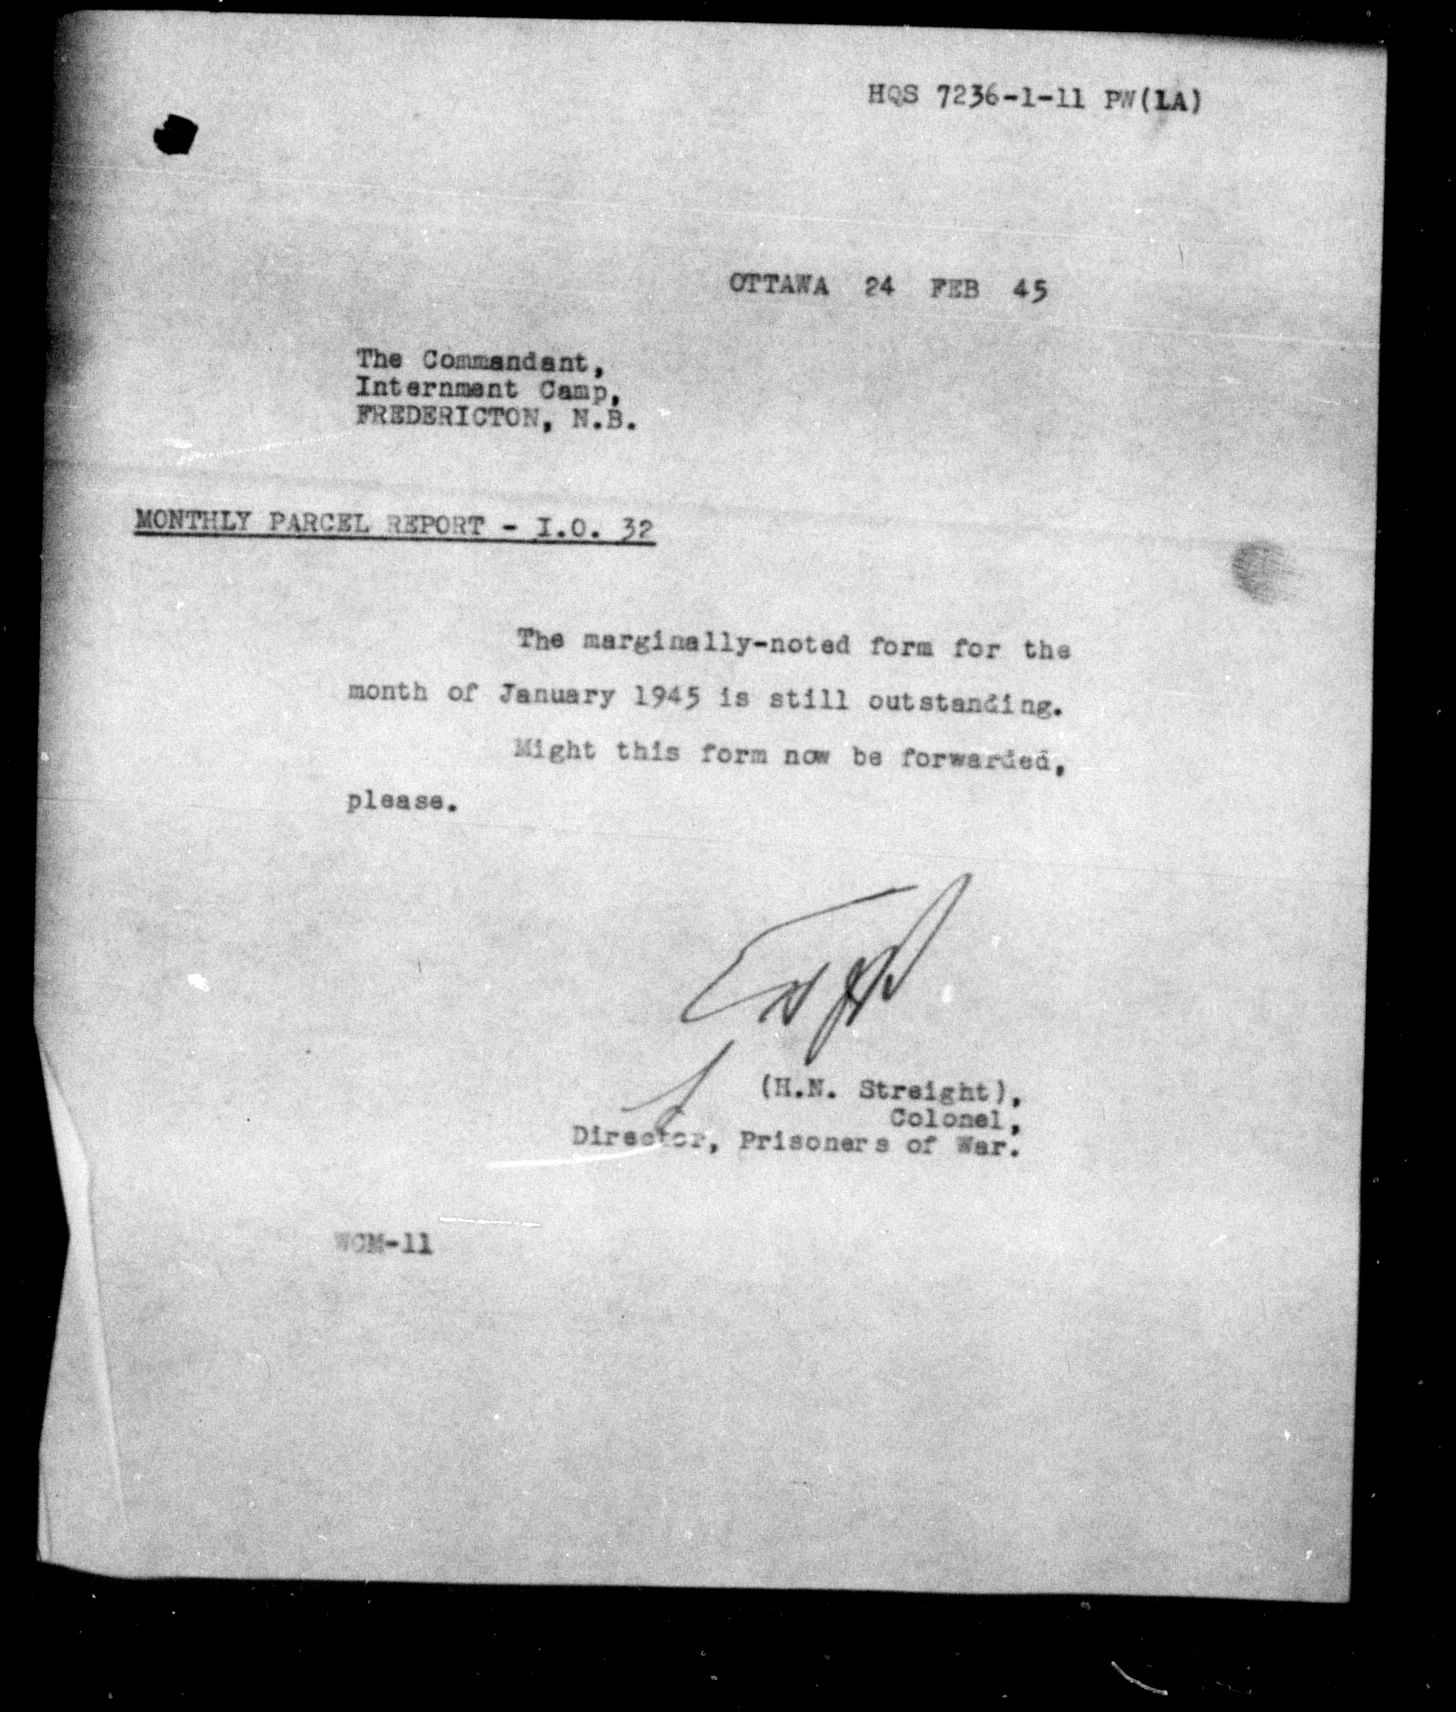 HQS 7236-1-11 PW(1A)
OTTAWA 24 FEB 45
The Commandant,
Internment Camp,
FREDERICTON, N.B.
MONTHLY PARCEL REPORT - I.O. 32
The marginally-noted form for the
month of January 1945 is still outstanding.
Might this form now be forwarded,
please.
(H.N. Streight),
Colonel,
Director, Prisoners of War.
WCM-11